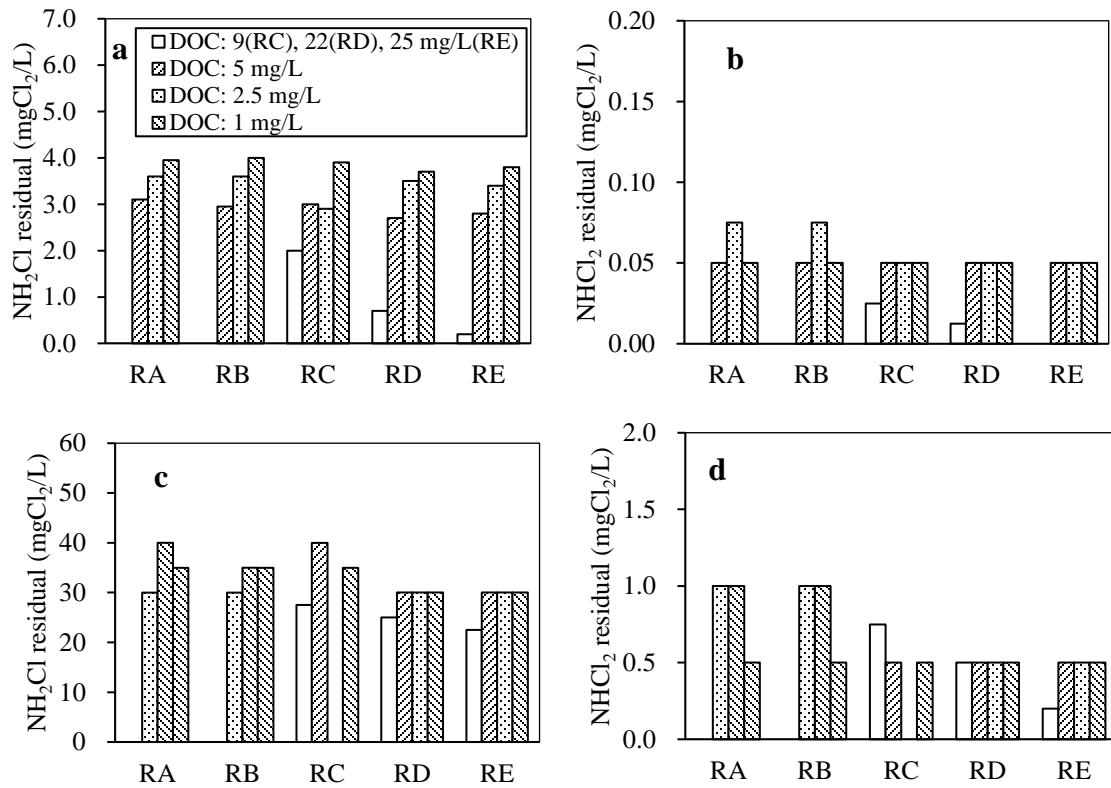 NH₂Cl residual (mgCl₂/L)
7.0
6.0
5.0
4.0
3.0
2.0
1.0
0.0
a
DOC: 9(RC), 22(RD), 25 mg/L(RE)
DOC: 5 mg/L
DOC: 2.5 mg/L
DOC: 1 mg/L
RA RB RC RD RE
NHCl₂ residual (mgCl₂/L)
0.20
0.15
0.10
0.05
0.00
b
RA RB RC RD RE
NH₂Cl residual (mgCl₂/L)
60
50
40
30
20
10
0
c
RA RB RC RD RE
NHCl₂ residual (mgCl₂/L)
2.0
1.5
1.0
0.5
0.0
d
RA RB RC RD RE